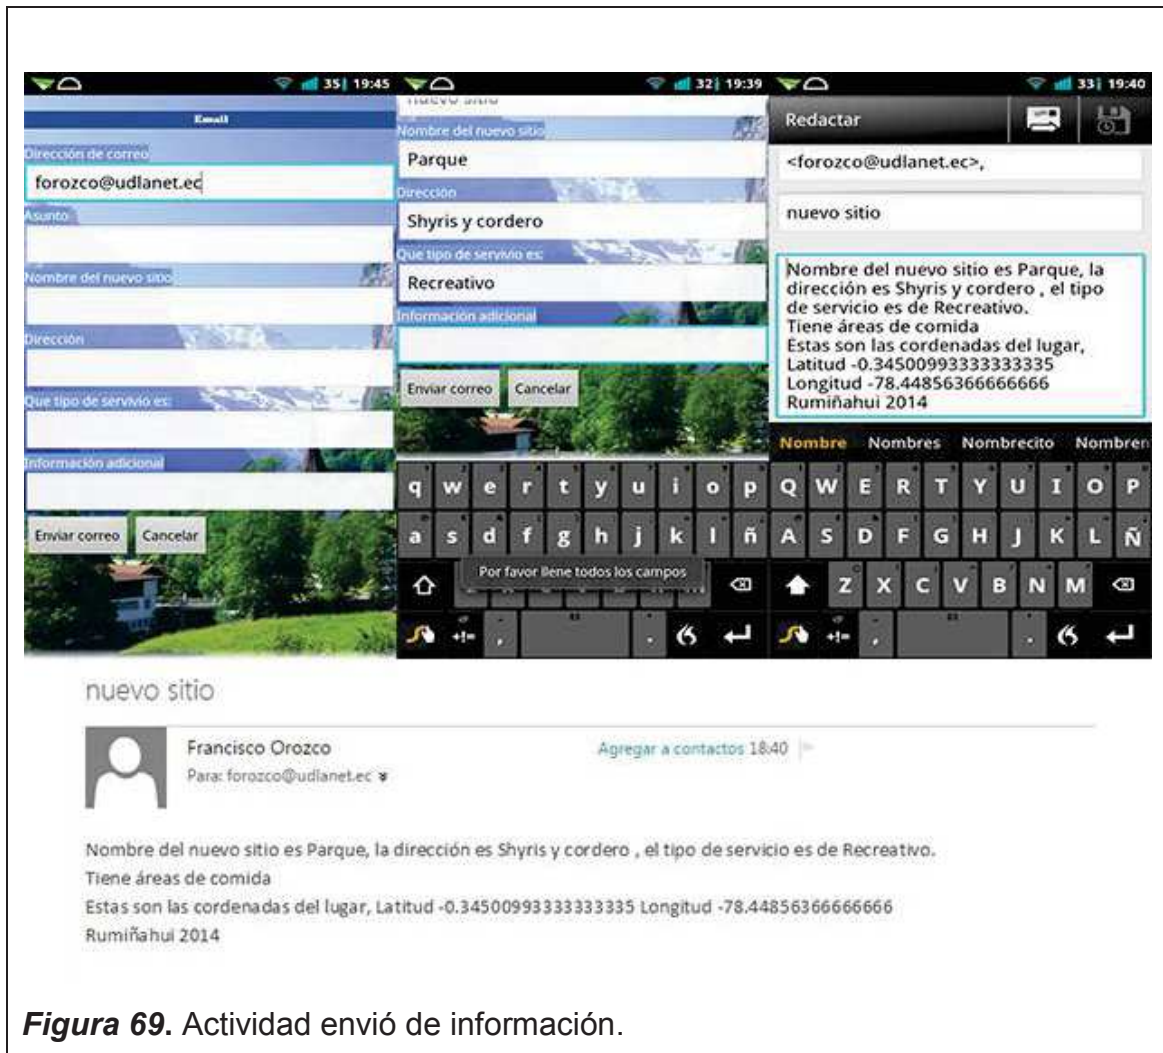 35 19:45
Email
Dirección de correo
forozco@udlanet.ec
Asunto
Nombre del nuevo sitio
Dirección
Que tipo de servivio es:
Información adicional
Enviar correo Cancelar
32 19:39
nuevo sitio
Nombre del nuevo sitio
Parque
Dirección
Shyris y cordero
Que tipo de servivio es:
Recreativo
Información adicional
Enviar correo Cancelar
q w e r t y u i o p
a s d f g h j k l ñ
Por favor llene todos los campos
+!= , .
33 19:40
Redactar
<forozco@udlanet.ec>,
nuevo sitio
Nombre del nuevo sitio es Parque, la
dirección es Shyris y cordero , el tipo
de servicio es de Recreativo.
Tiene áreas de comida
Estas son las cordenadas del lugar,
Latitud -0.34500993333333335
Longitud -78.44856366666666
Rumiñahui 2014
Nombre Nombres Nombrecito Nombren
Q W E R T Y U I O P
A S D F G H J K L Ñ
Z X C V B N M
+!= , .
nuevo sitio
Francisco Orozco Agregar a contactos 18:40
Para: forozco@udlanet.ec
Nombre del nuevo sitio es Parque, la dirección es Shyris y cordero , el tipo de servicio es de Recreativo.
Tiene áreas de comida
Estas son las cordenadas del lugar, Latitud -0.34500993333333335 Longitud -78.44856366666666
Rumiñahui 2014
Figura 69. Actividad envió de información.